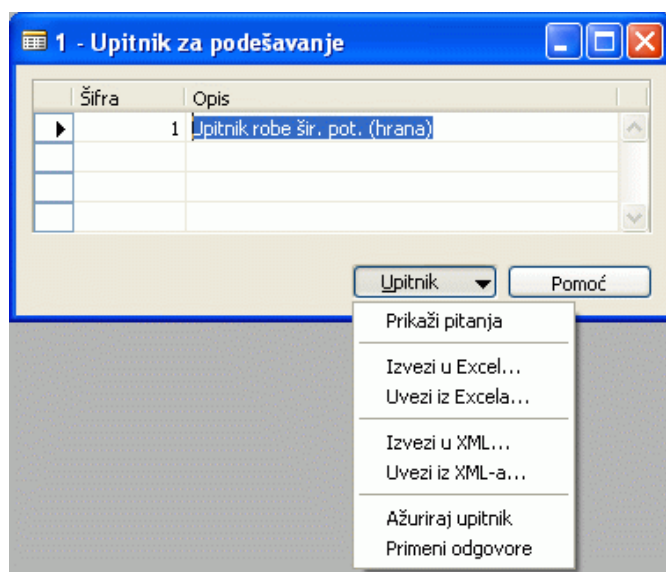 1 - Upitnik za podešavanje
Šifra Opis
1 Upitnik robe šir. pot. (hrana)
Upitnik Pomoć
Prikaži pitanja
Izvezi u Excel...
Uvezi iz Excela...
Izvezi u XML...
Uvezi iz XML-a...
Ažuriraj upitnik
Primeni odgovore